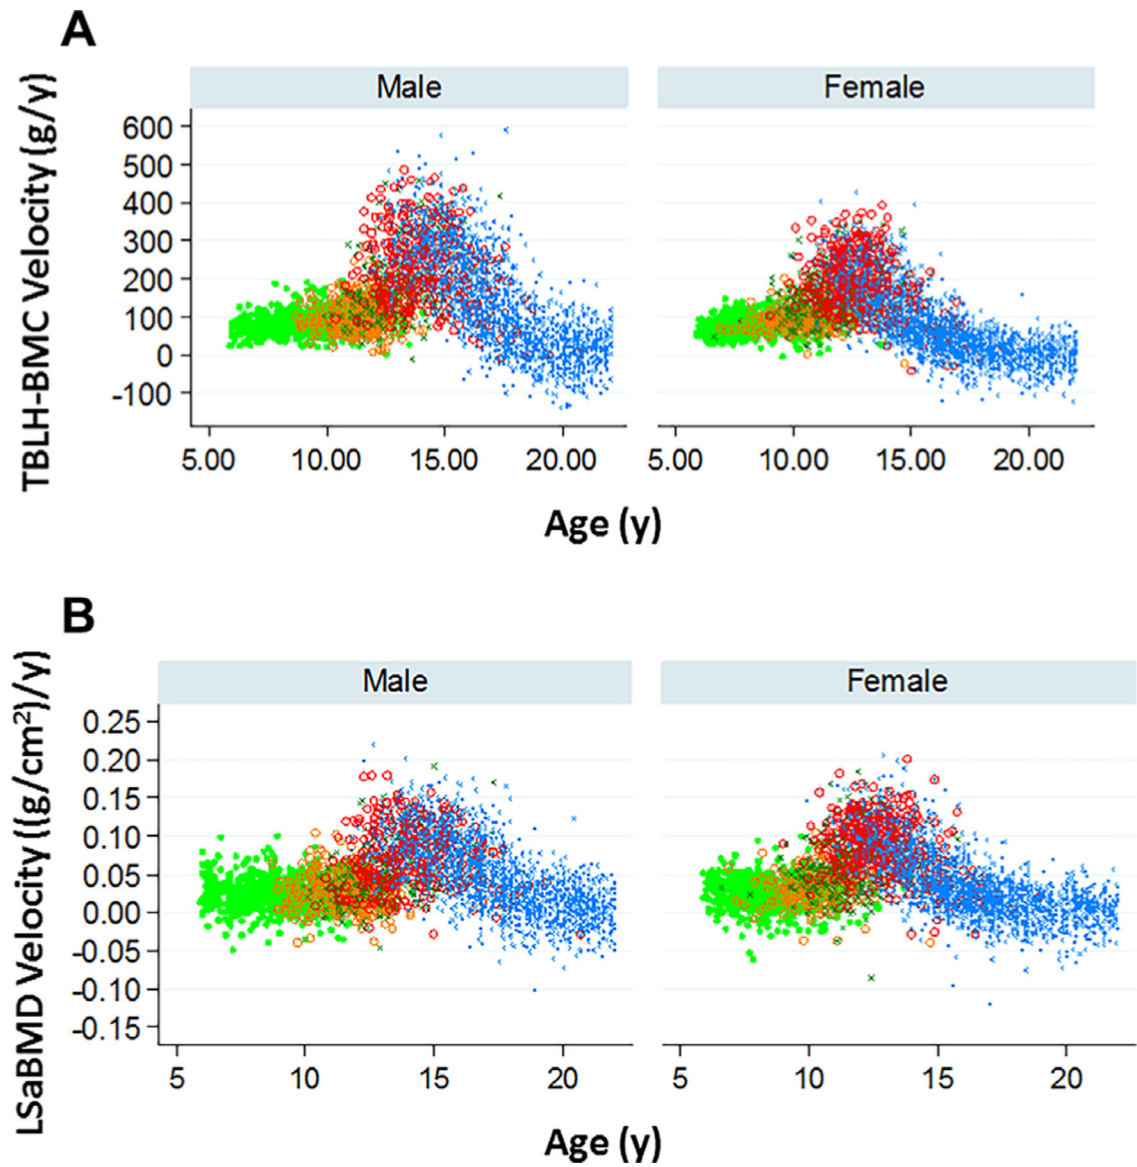 A
Male Female
TBLH-BMC Velocity (g/y)
600
500
400
300
200
100
0
-100
5.00 10.00 15.00 20.00 5.00 10.00 15.00 20.00
Age (y)
B
Male Female
LSaBMD Velocity ((g/cm²)/y)
0.25
0.20
0.15
0.10
0.05
0.00
-0.05
-0.10
-0.15
5 10 15 20 5 10 15 20
Age (y)